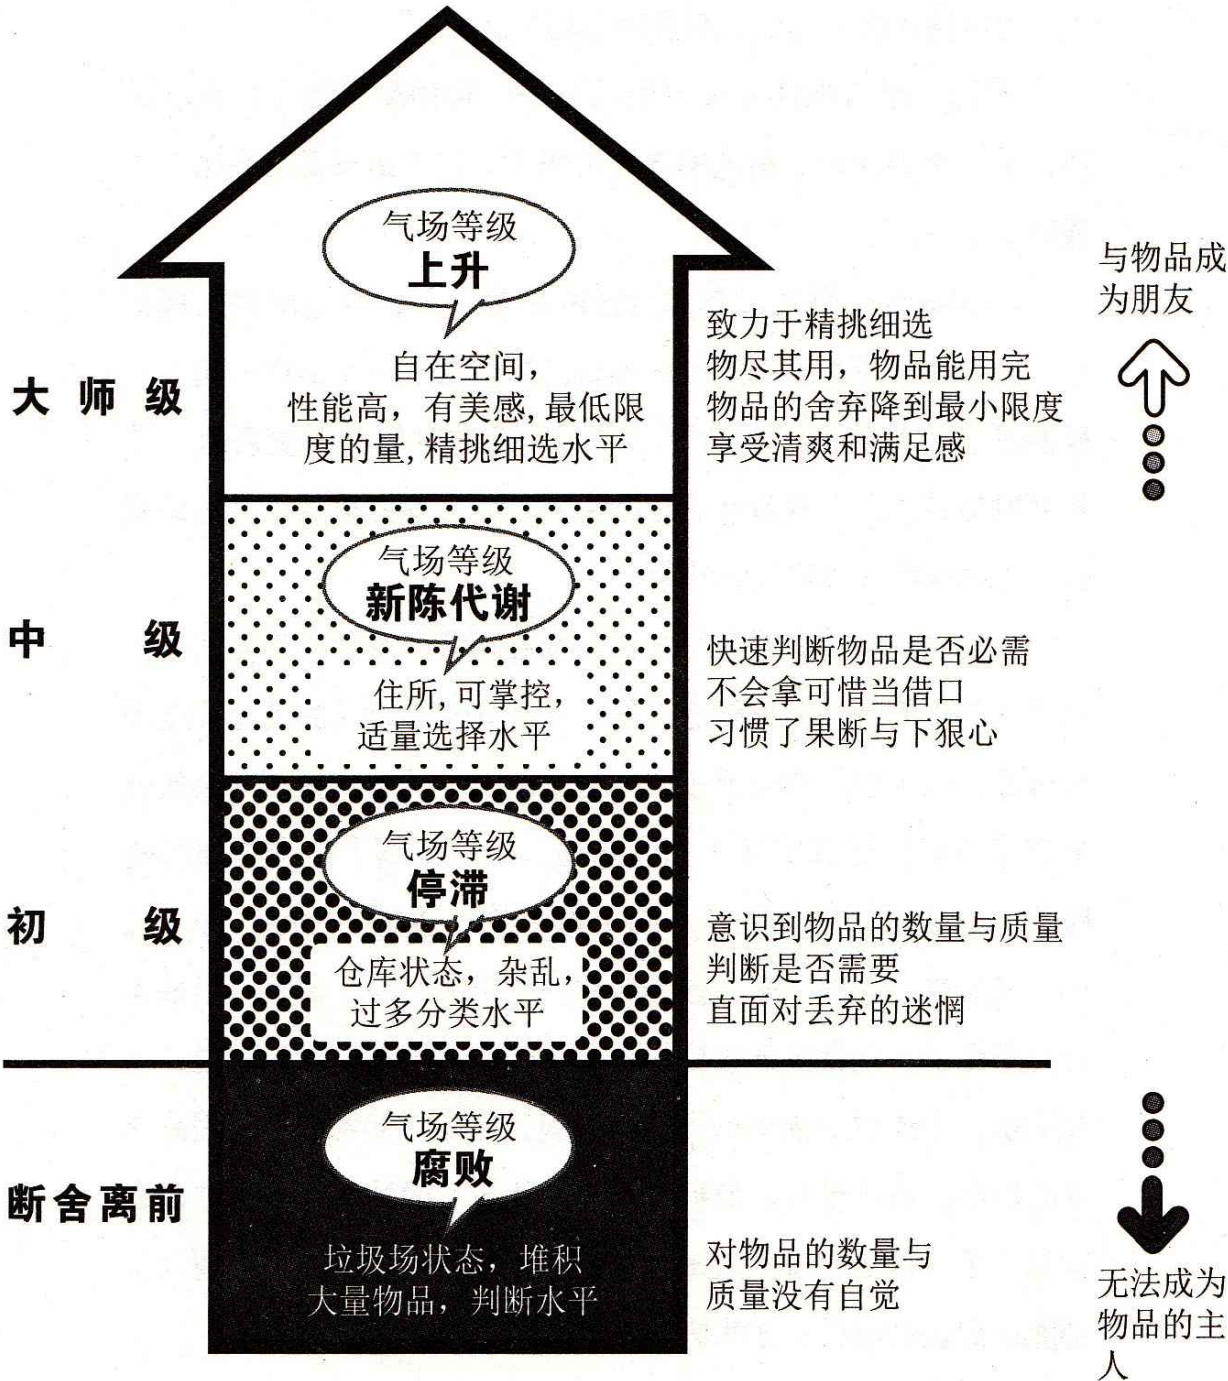 气场等级
上升
大师级
自在空间，
性能高，有美感,最低限
度的量,精挑细选水平
致力于精挑细选
物尽其用，物品能用完
物品的舍弃降到最小限度
享受清爽和满足感
与物品成
为朋友
气场等级
新陈代谢
中级
住所,可掌控，
适量选择水平
快速判断物品是否必需
不会拿可惜当借口
习惯了果断与下狠心
气场等级
停滞
初级
仓库状态，杂乱，
过多分类水平
意识到物品的数量与质量
判断是否需要
直面对丢弃的迷惘
气场等级
腐败
断舍离前
垃圾场状态，堆积
大量物品，判断水平
对物品的数量与
质量没有自觉
无法成为
物品的主
人